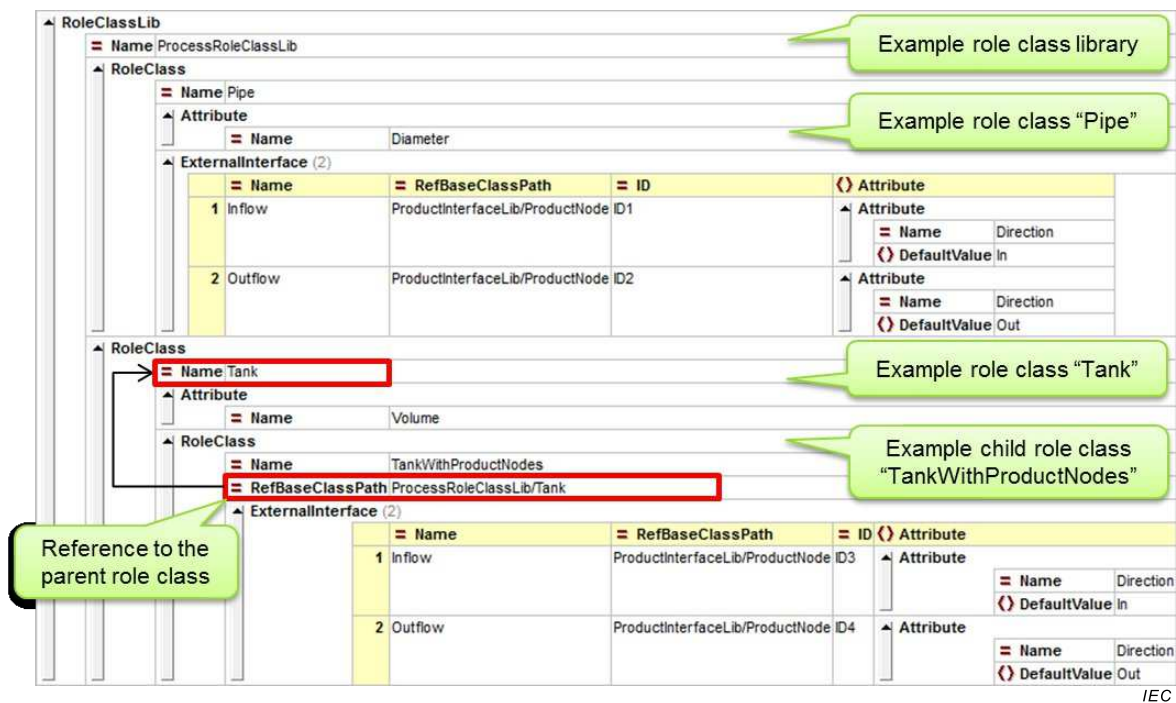 RoleClassLib
= Name ProcessRoleClassLib
Example role class library
RoleClass
= Name Pipe
Attribute
Example role class “Pipe”
= Name Diameter
ExternalInterface (2)
= Name = RefBaseClassPath = ID () Attribute
1 Inflow ProductInterfaceLib/ProductNode ID1 Attribute
= Name Direction
() DefaultValue In
2 Outflow ProductInterfaceLib/ProductNode ID2 Attribute
= Name Direction
() DefaultValue Out
RoleClass
= Name Tank
Example role class “Tank”
Attribute
= Name Volume
RoleClass
Example child role class
“TankWithProductNodes”
= Name TankWithProductNodes
= RefBaseClassPath ProcessRoleClassLib/Tank
ExternalInterface (2)
Reference to the
parent role class
= Name = RefBaseClassPath = ID () Attribute
1 Inflow ProductInterfaceLib/ProductNode ID3 Attribute
= Name Direction
() DefaultValue In
2 Outflow ProductInterfaceLib/ProductNode ID4 Attribute
= Name Direction
() DefaultValue Out
IEC